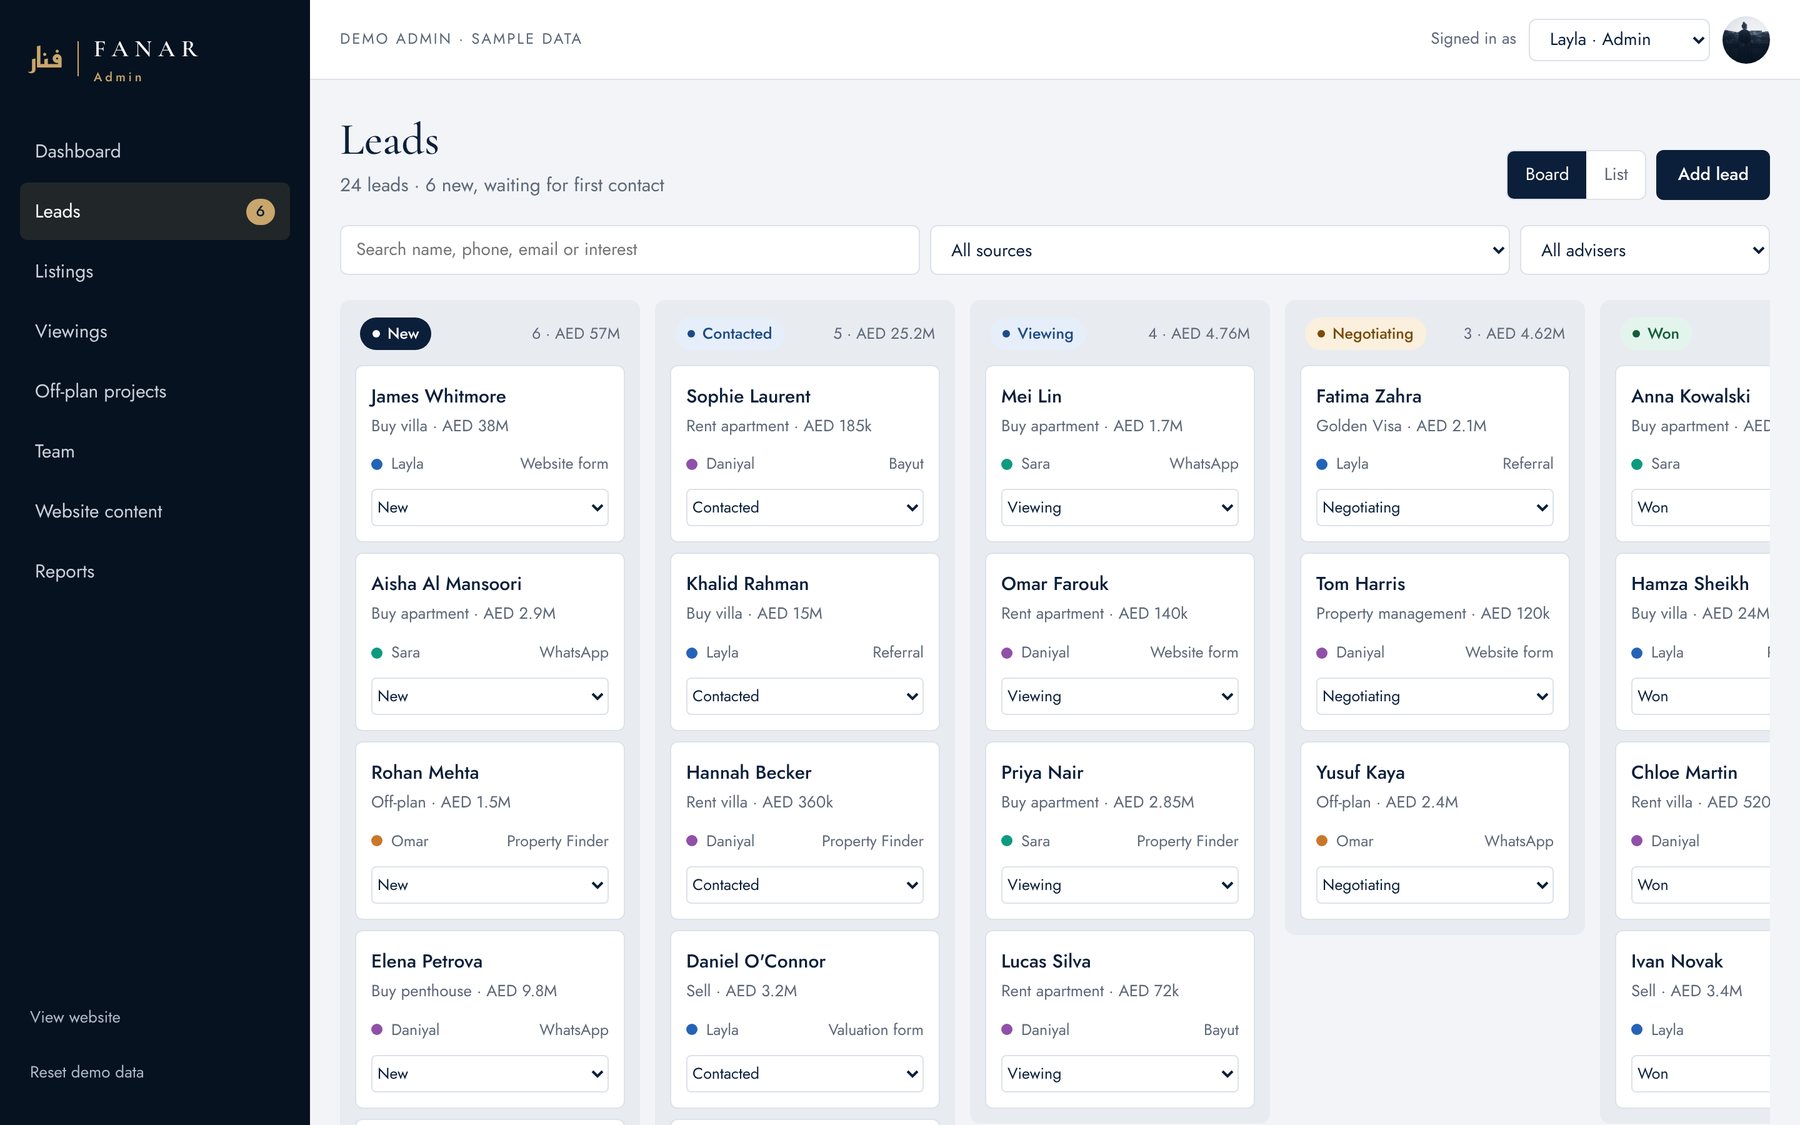 فنار
FANAR
Admin
Dashboard
Leads 6
Listings
Viewings
Off-plan projects
Team
Website content
Reports
View website
Reset demo data
DEMO ADMIN · SAMPLE DATA
Signed in as
Layla · Admin
Leads
24 leads · 6 new, waiting for first contact
Board
List
Add lead
Search name, phone, email or interest
All sources
All advisers
New
6 · AED 57M
James Whitmore
Buy villa · AED 38M
Layla
Website form
New
Aisha Al Mansoori
Buy apartment · AED 2.9M
Sara
WhatsApp
New
Rohan Mehta
Off-plan · AED 1.5M
Omar
Property Finder
New
Elena Petrova
Buy penthouse · AED 9.8M
Daniyal
WhatsApp
New
Contacted
5 · AED 25.2M
Sophie Laurent
Rent apartment · AED 185k
Daniyal
Bayut
Contacted
Khalid Rahman
Buy villa · AED 15M
Layla
Referral
Contacted
Hannah Becker
Rent villa · AED 360k
Daniyal
Property Finder
Contacted
Daniel O'Connor
Sell · AED 3.2M
Layla
Valuation form
Contacted
Viewing
4 · AED 4.76M
Mei Lin
Buy apartment · AED 1.7M
Sara
WhatsApp
Viewing
Omar Farouk
Rent apartment · AED 140k
Daniyal
Website form
Viewing
Priya Nair
Buy apartment · AED 2.85M
Sara
Property Finder
Viewing
Lucas Silva
Rent apartment · AED 72k
Daniyal
Bayut
Viewing
Negotiating
3 · AED 4.62M
Fatima Zahra
Golden Visa · AED 2.1M
Layla
Referral
Negotiating
Tom Harris
Property management · AED 120k
Daniyal
Website form
Negotiating
Yusuf Kaya
Off-plan · AED 2.4M
Omar
WhatsApp
Negotiating
Won
Anna Kowalski
Buy apartment · AED
Sara
Won
Hamza Sheikh
Buy villa · AED 24M
Layla
Won
Chloe Martin
Rent villa · AED 520
Daniyal
Won
Ivan Novak
Sell · AED 3.4M
Layla
Won